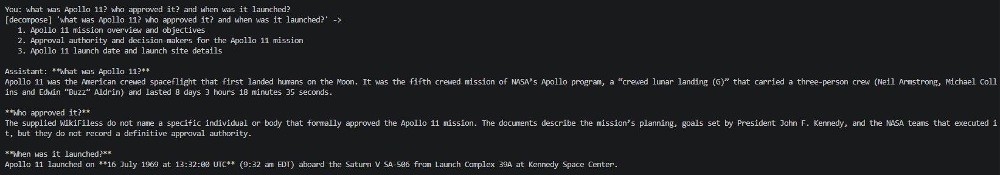 You: what was Apollo 11? who approved it? and when was it launched?
[decompose] 'what was Apollo 11? who approved it? and when was it launched?' ->
1. Apollo 11 mission overview and objectives
2. Approval authority and decision-makers for the Apollo 11 mission
3. Apollo 11 launch date and launch site details
Assistant: **What was Apollo 11?**
Apollo 11 was the American crewed spaceflight that first landed humans on the Moon. It was the fifth crewed mission of NASA’s Apollo program, a “crewed lunar landing (G)” that carried a three-person crew (Neil Armstrong, Michael Coll
ins and Edwin “Buzz” Aldrin) and lasted 8 days 3 hours 18 minutes 35 seconds.
**Who approved it?**
The supplied WikiFiless do not name a specific individual or body that formally approved the Apollo 11 mission. The documents describe the mission’s planning, goals set by President John F. Kennedy, and the NASA teams that executed i
t, but they do not record a definitive approval authority.
**When was it launched?**
Apollo 11 launched on **16 July 1969 at 13:32:00 UTC** (9:32 am EDT) aboard the Saturn V SA-506 from Launch Complex 39A at Kennedy Space Center.